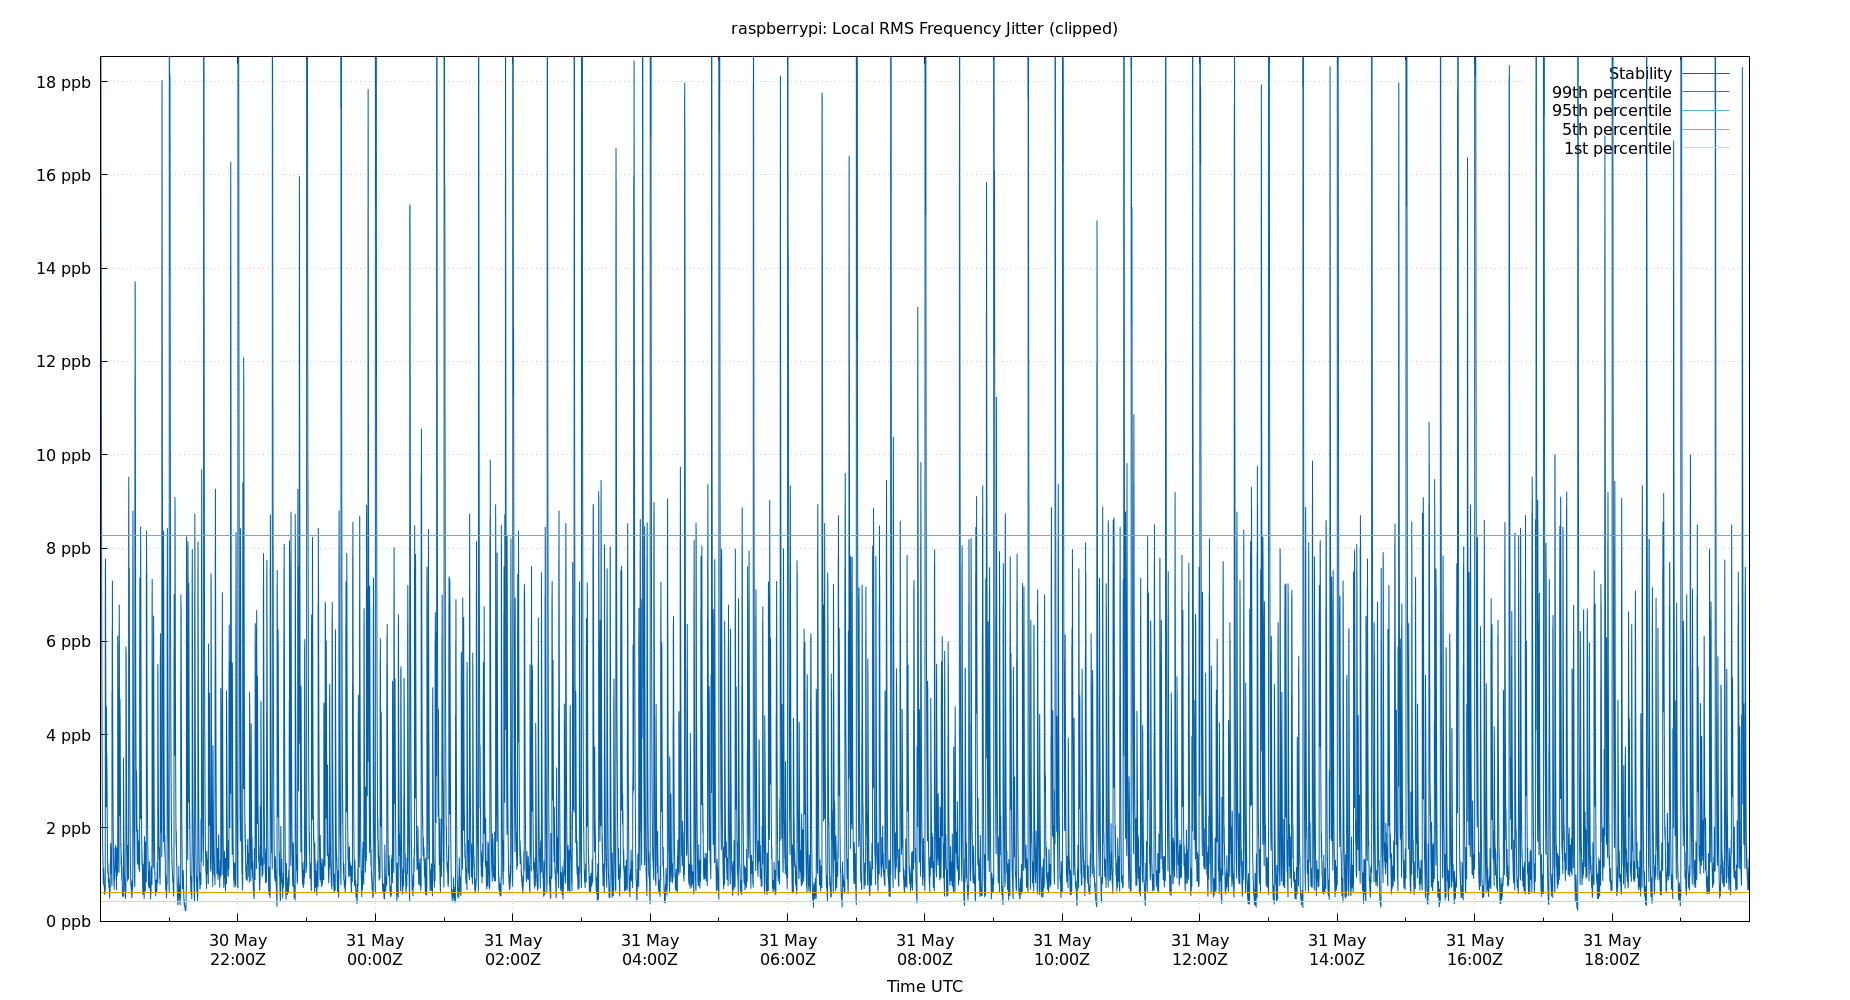 raspberrypi: Local RMS Frequency Jitter (clipped)
18 ppb
16 ppb
14 ppb
12 ppb
10 ppb
8 ppb
6 ppb
4 ppb
2 ppb
0 ppb
Stability
99th percentile
95th percentile
5th percentile
1st percentile
30 May 31 May 31 May 31 May 31 May 31 May 31 May 31 May 31 May 31 May 31 May
22:00Z 00:00Z 02:00Z 04:00Z 06:00Z 08:00Z 10:00Z 12:00Z 14:00Z 16:00Z 18:00Z
Time UTC